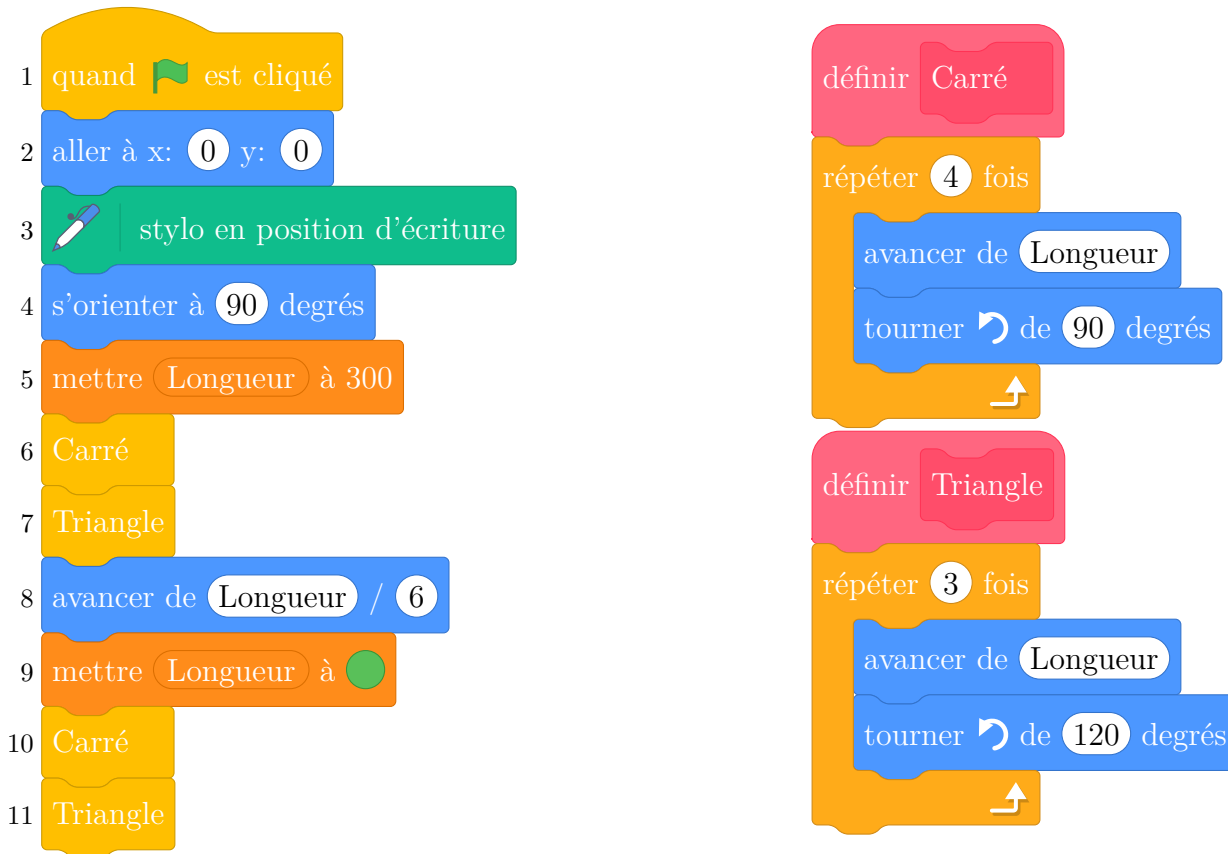 1 quand est cliqué
2 aller à x: 0 y: 0
3 stylo en position d'écriture
4 s'orienter à 90 degrés
5 mettre Longueur à 300
6 Carré
7 Triangle
8 avancer de Longueur / 6
9 mettre Longueur à
10 Carré
11 Triangle
définir Carré
répéter 4 fois
avancer de Longueur
tourner de 90 degrés
définir Triangle
répéter 3 fois
avancer de Longueur
tourner de 120 degrés